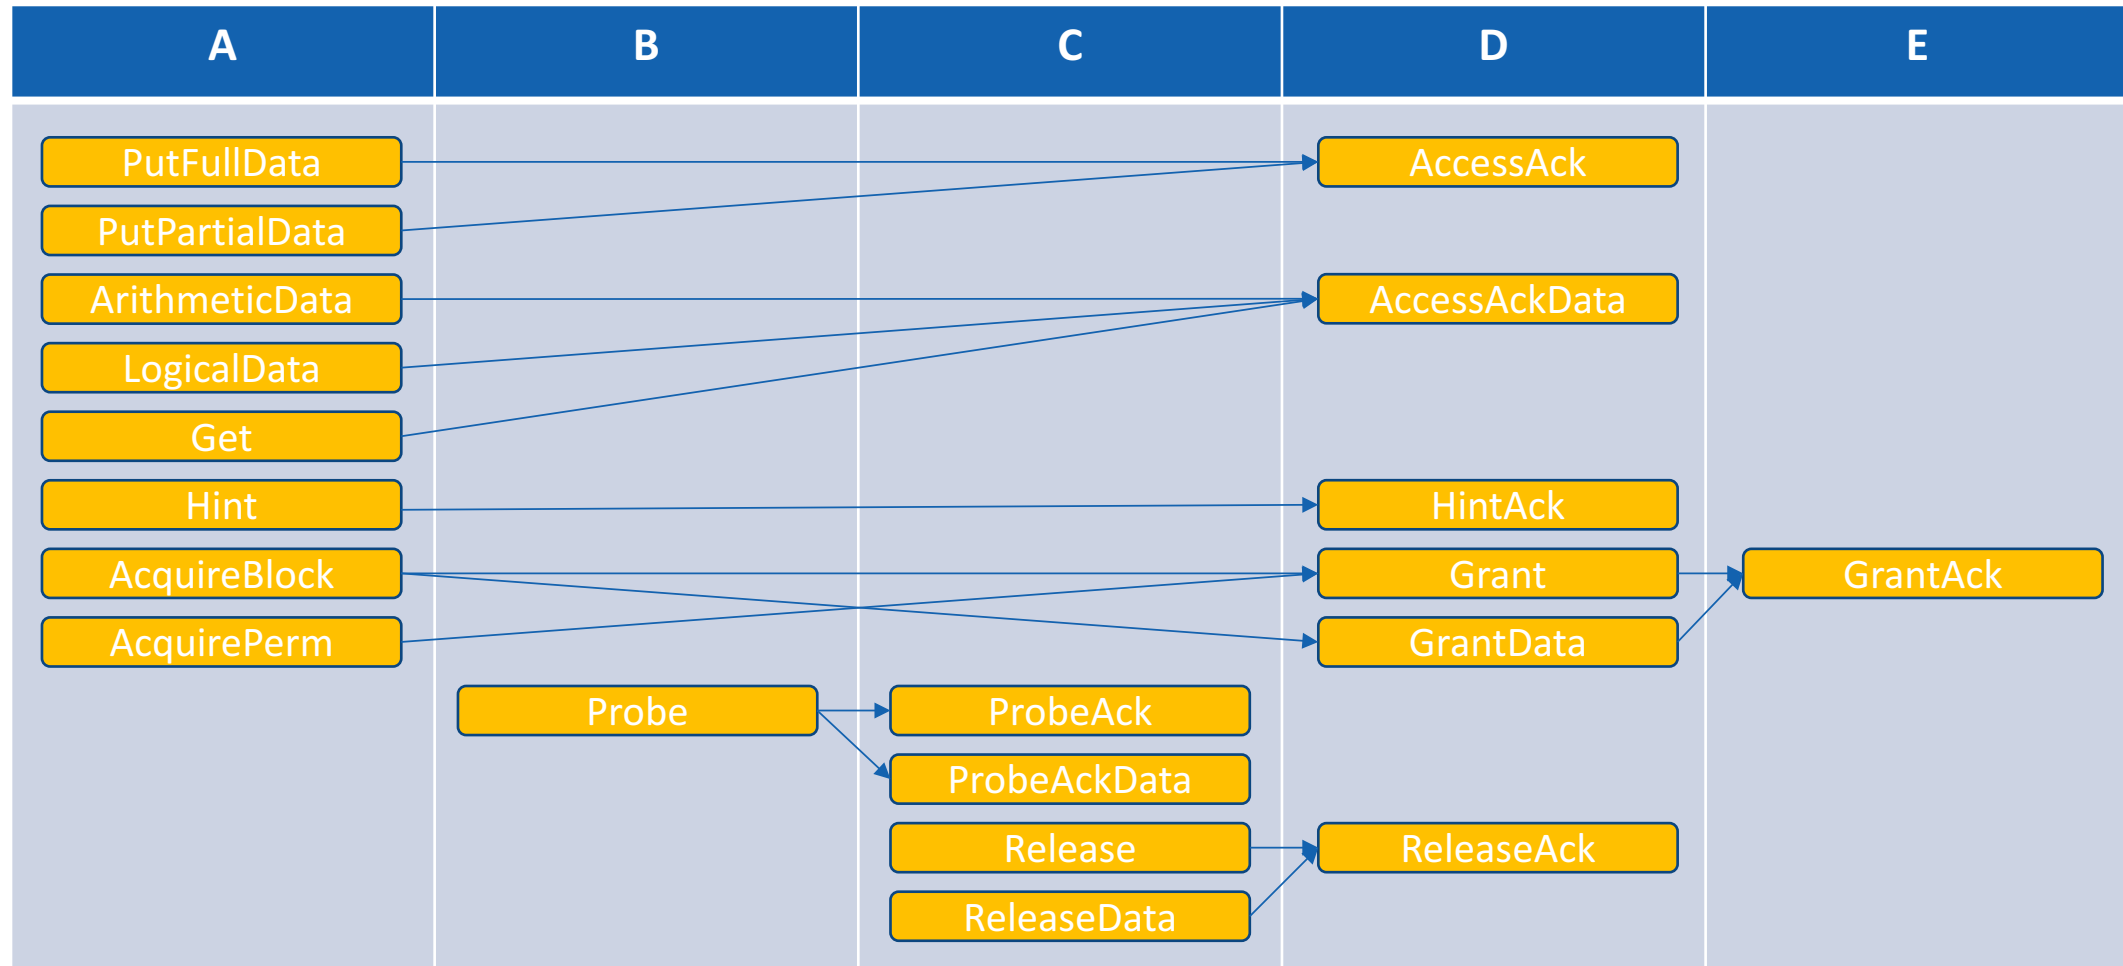 A B C D E
PutFullData AccessAck
PutPartialData
ArithmeticData AccessAckData
LogicalData
Get
Hint HintAck
AcquireBlock Grant GrantAck
AcquirePerm GrantData
Probe ProbeAck
ProbeAckData
Release ReleaseAck
ReleaseData